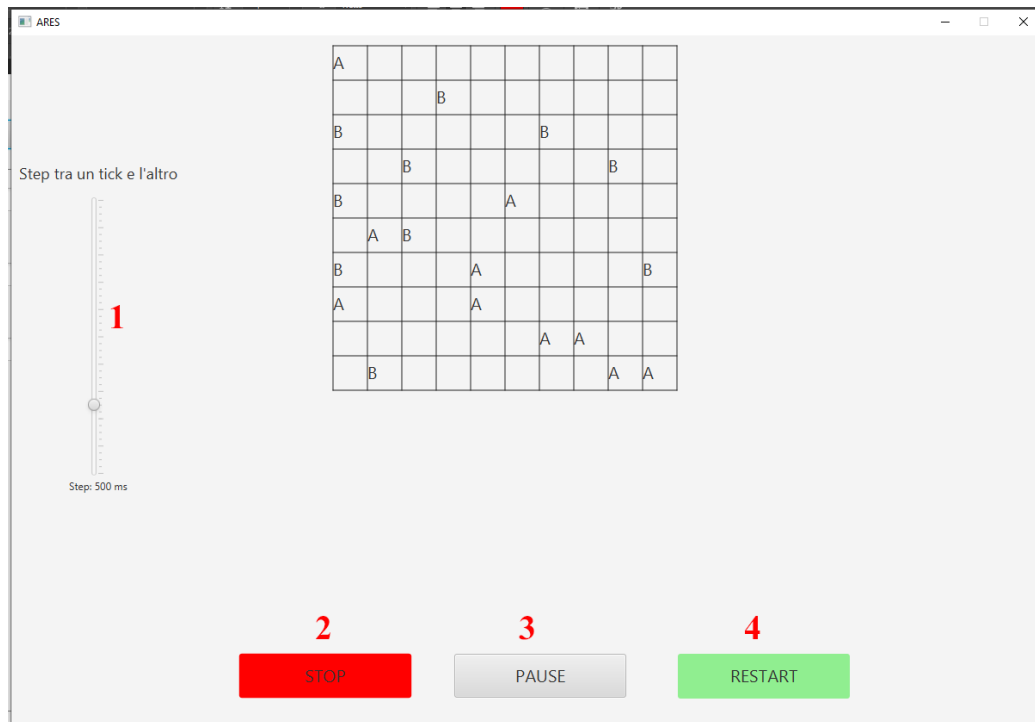 ARES
A
B
B B
Step tra un tick e l'altro
B B
B A
A B
B A B
1
A A
A A
B A A
Step: 500 ms
2 3 4
STOP PAUSE RESTART